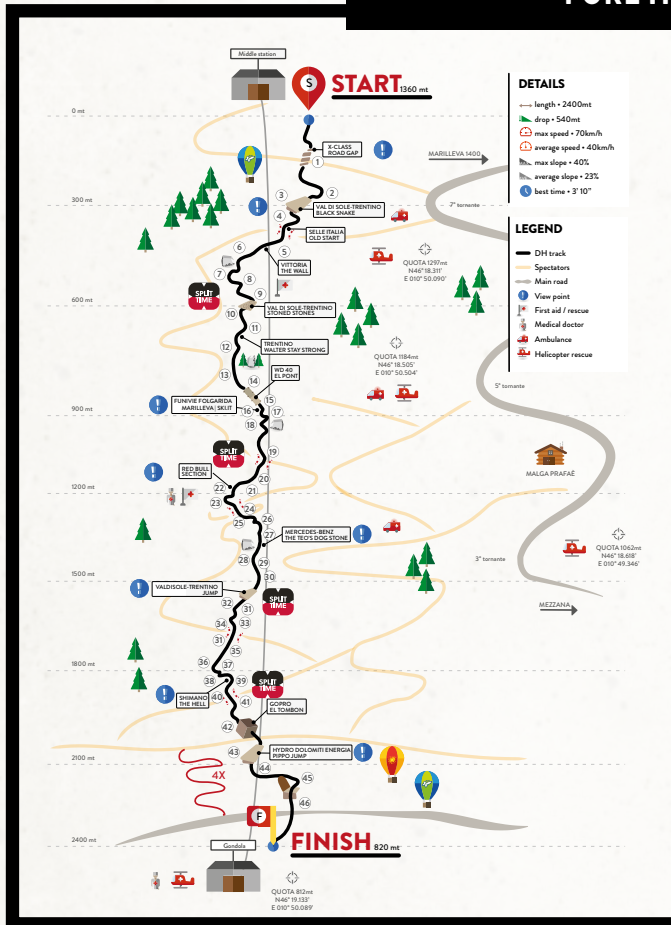 Middle station
START 1360 mt
0 mt
X-CLASS
ROAD GAP
1
MARILLEVA 1400
2
3
300 mt
VAL DI SOLE-TRENTINO
BLACK SNAKE
7° tornante
4
SELLE ITALIA
OLD START
6
5
VITTORIA
THE WALL
QUOTA 1297mt
N46° 18.311'
E 010° 50.090'
7
8
SPLIT
TIME
9
600 mt
10
VAL DI SOLE-TRENTINO
STONED STONES
11
12
TRENTINO
WALTER STAY STRONG
QUOTA 1184mt
N46° 18.505'
E 010° 50.504'
13
14
WD 40
EL PONT
5° tornante
FUNIVIE FOLGARIDA
MARILLEVA | SKI.IT
15
16
17
900 mt
18
SPLIT
TIME
19
MALGA PRAFAÈ
RED BULL
SECTION
20
21
22
1200 mt
23
24
25
26
27
MERCEDES-BENZ
THE TEO'S DOG STONE
28
29
QUOTA 1062mt
N46° 18.618'
E 010° 49.346'
3° tornante
30
1500 mt
VALDISOLE-TRENTINO
JUMP
SPLIT
TIME
32
31
MEZZANA
34
33
31
35
36
37
1800 mt
38
39
SPLIT
TIME
SHIMANO
THE HELL
40
41
GOPRO
EL TOMBON
42
43
HYDRO DOLOMITI ENERGIA
PIPPO JUMP
2100 mt
44
4X
45
46
F
2400 mt
Gondola
FINISH 820 mt
QUOTA 812mt
N46° 19.133'
E 010° 50.089'
S
DETAILS
length • 2400mt
drop • 540mt
max speed • 70km/h
average speed • 40km/h
max slope • 40%
average slope • 23%
best time • 3' 10"
LEGEND
DH track
Spectators
Main road
View point
First aid / rescue
Medical doctor
Ambulance
Helicopter rescue